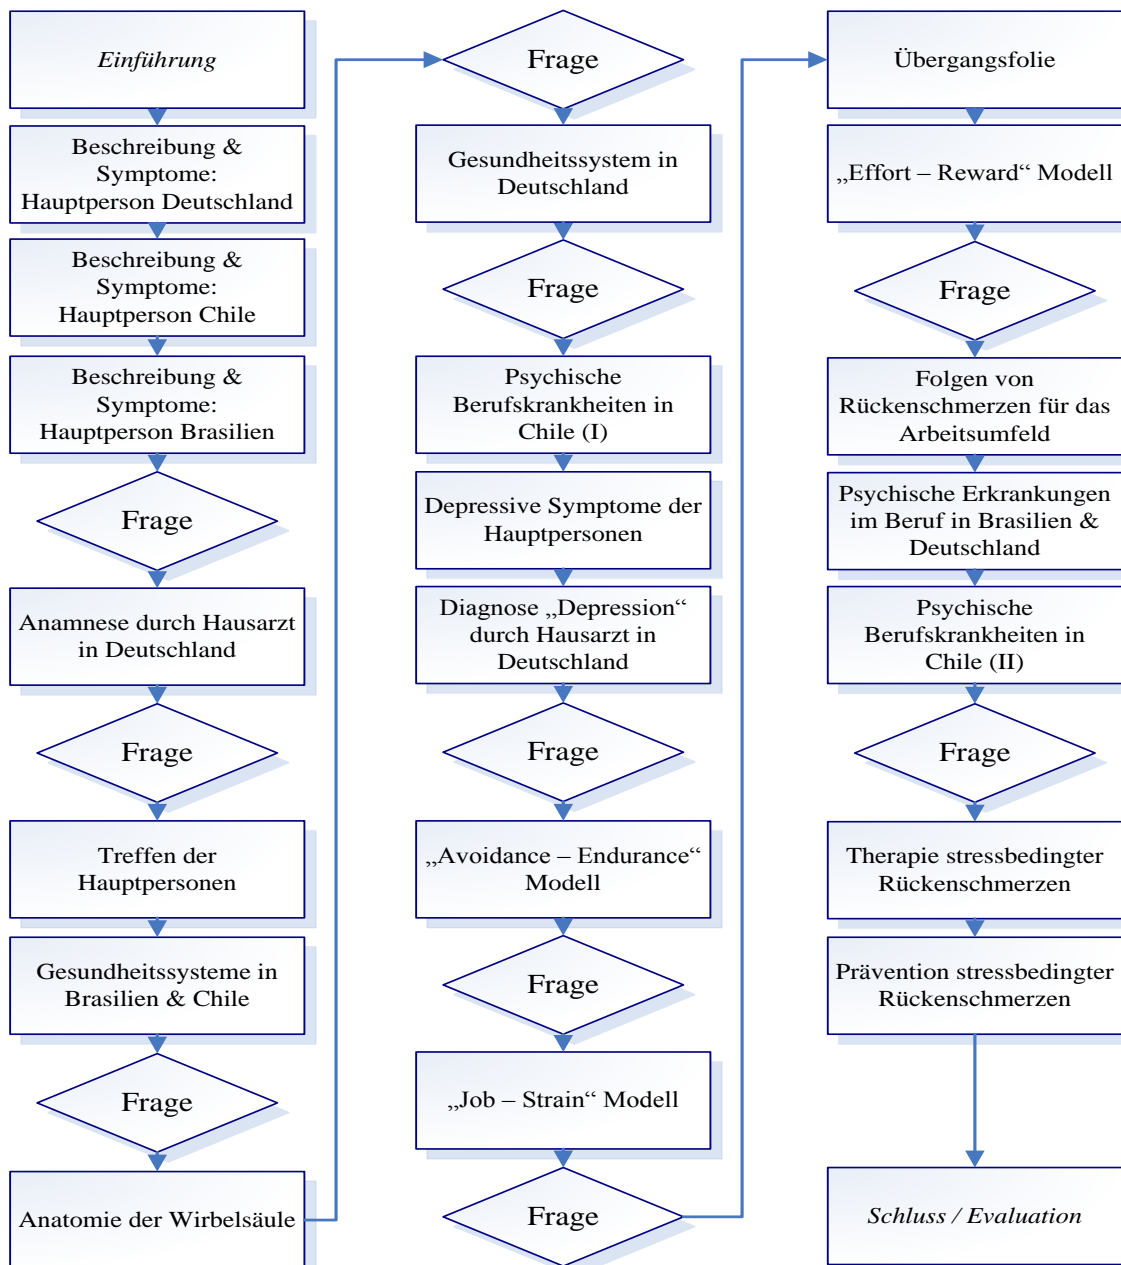 Einführung
Beschreibung &
Symptome:
Hauptperson Deutschland
Beschreibung &
Symptome:
Hauptperson Chile
Beschreibung &
Symptome:
Hauptperson Brasilien
Frage
Anamnese durch Hausarzt
in Deutschland
Frage
Treffen der
Hauptpersonen
Gesundheitssysteme in
Brasilien & Chile
Frage
Anatomie der Wirbelsäule
Frage
Gesundheitssystem in
Deutschland
Frage
Psychische
Berufskrankheiten in
Chile (I)
Depressive Symptome der
Hauptpersonen
Diagnose „Depression“
durch Hausarzt in
Deutschland
Frage
„Avoidance – Endurance“
Modell
Frage
„Job – Strain“ Modell
Frage
Übergangsfolie
„Effort – Reward“ Modell
Frage
Folgen von
Rückenschmerzen für das
Arbeitsumfeld
Psychische Erkrankungen
im Beruf in Brasilien &
Deutschland
Psychische
Berufskrankheiten in
Chile (II)
Frage
Therapie stressbedingter
Rückenschmerzen
Prävention stressbedingter
Rückenschmerzen
Schluss / Evaluation